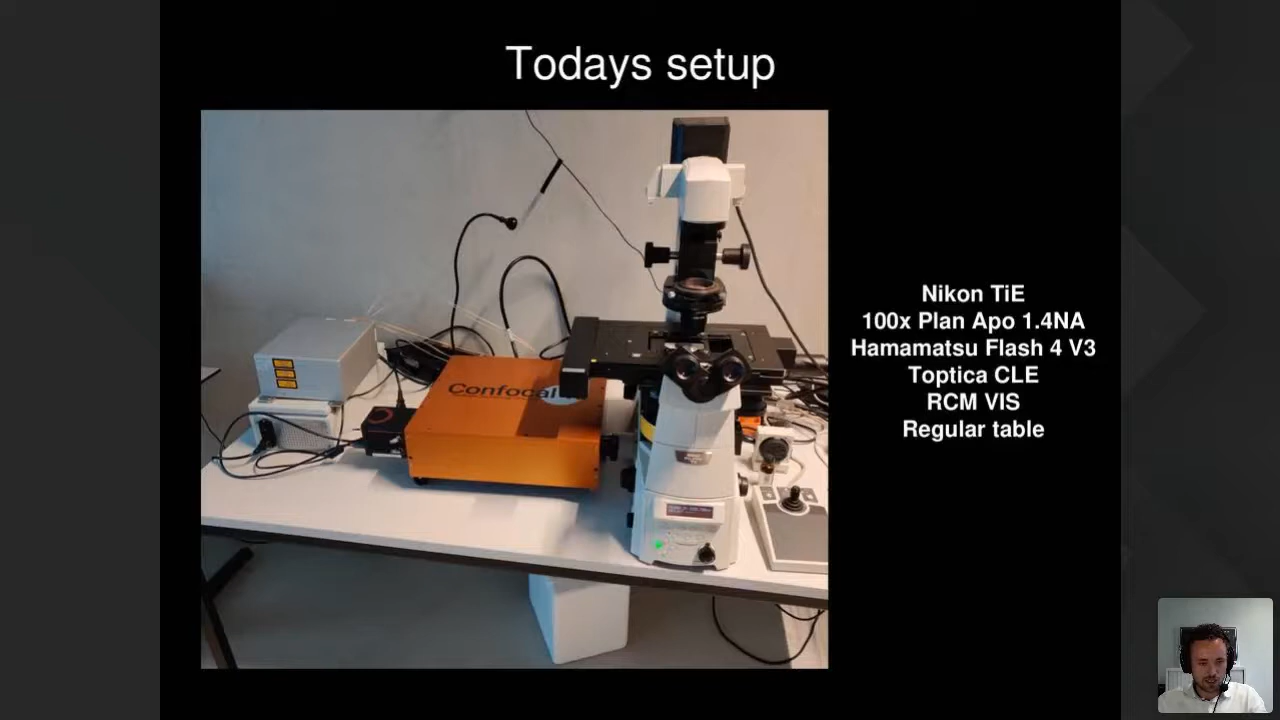 Todays setup
Confocal
Nikon TiE
100x Plan Apo 1.4NA
Hamamatsu Flash 4 V3
Toptica CLE
RCM VIS
Regular table